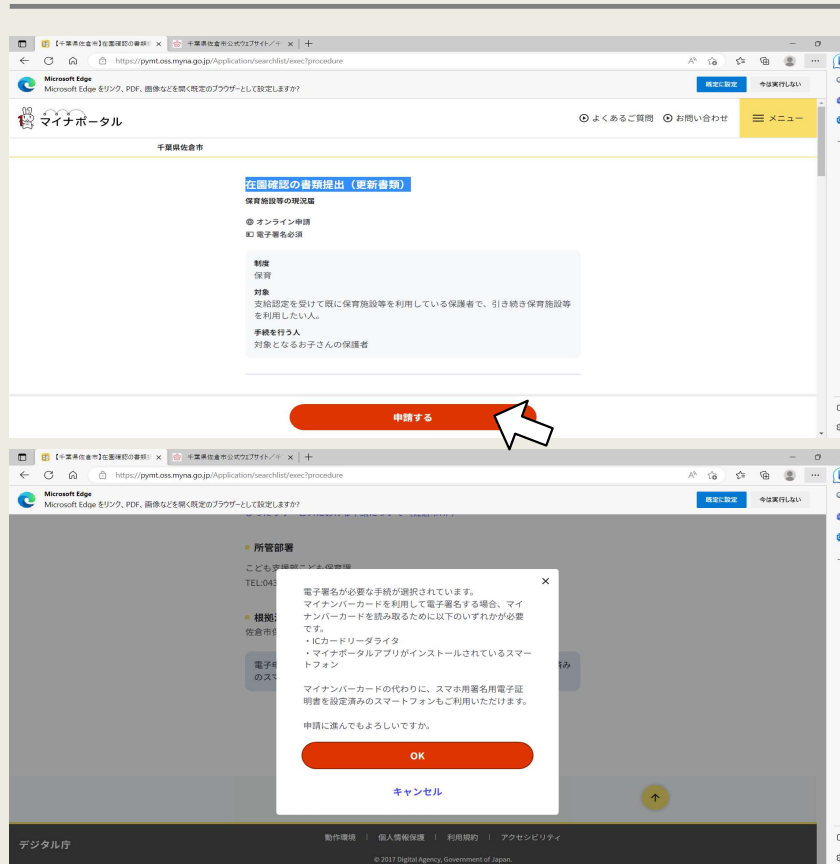 【千葉県佐倉市】在園確認の書類
千葉県佐倉市公式ウェブサイト/千
https://pymt.oss.myna.go.jp/Application/searchlist/exec?procedure
Microsoft Edge
Microsoft Edge をリンク、PDF、画像などを開く既定のブラウザーとして設定しますか?
既定に設定
今は実行しない
マイナポータル
よくあるご質問
お問い合わせ
メニュー
千葉県佐倉市
在園確認の書類提出（更新書類）
保育施設等の現況届
オンライン申請
電子署名必須
制度
保育
対象
支給認定を受けて既に保育施設等を利用している保護者で、引き続き保育施設等
を利用したい人。
手続を行う人
対象となるお子さんの保護者
申請する
【千葉県佐倉市】在園確認の書類
千葉県佐倉市公式ウェブサイト/千
https://pymt.oss.myna.go.jp/Application/searchlist/exec?procedure
Microsoft Edge
Microsoft Edge をリンク、PDF、画像などを開く既定のブラウザーとして設定しますか?
既定に設定
今は実行しない
所管部署
こども支援部こども保育課
TEL:043
根拠
佐倉市
電子申
済み
のスマ
電子署名が必要な手続が選択されています。
マイナンバーカードを利用して電子署名する場合、マイ
ナンバーカードを読み取るために以下のいずれかが必要
です。
・ICカードリーダライタ
・マイナポータルアプリがインストールされているスマー
トフォン
マイナンバーカードの代わりに、スマホ用署名用電子証
明書を設定済みのスマートフォンもご利用いただけます。
申請に進んでもよろしいですか。
OK
キャンセル
動作環境 | 個人情報保護 | 利用規約 | アクセシビリティ
デジタル庁
© 2017 Digital Agency, Government of Japan.